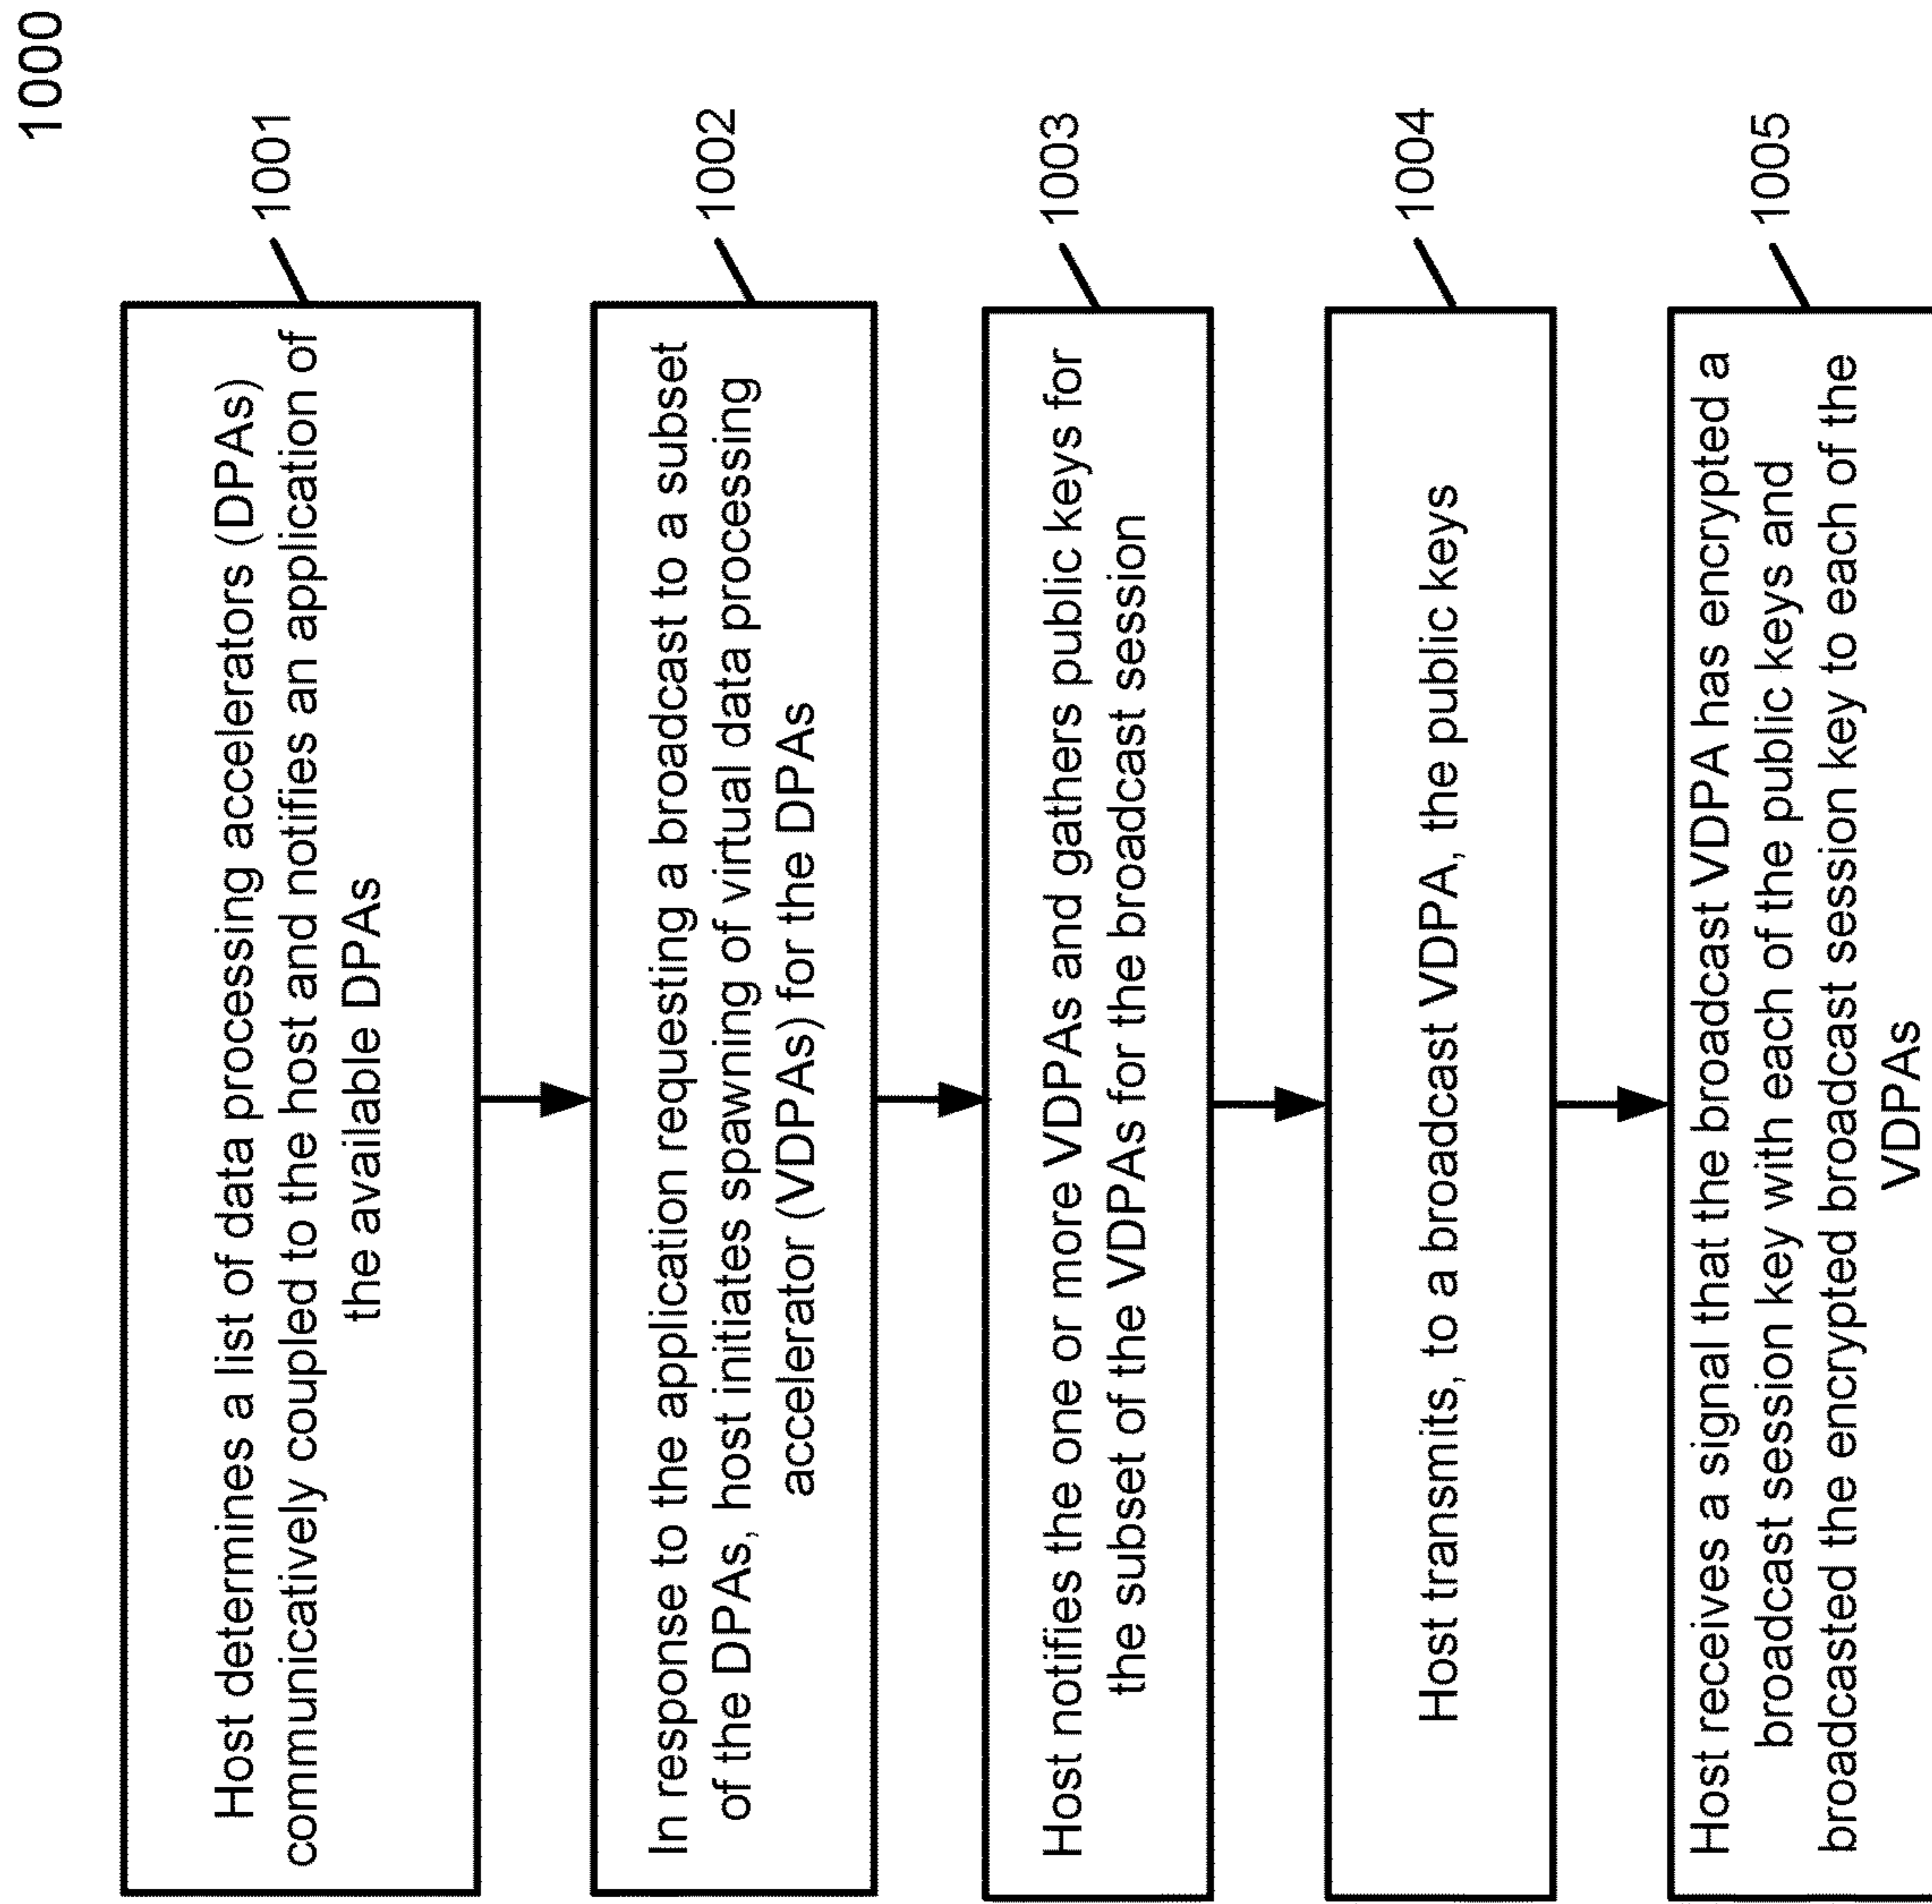 1000
Host determines a list of data processing accelerators (DPAs)
communicatively coupled to the host and notifies an application of
the available DPAs
1001
In response to the application requesting a broadcast to a subset
of the DPAs, host initiates spawning of virtual data processing
accelerator (VDPAs) for the DPAs
1002
Host notifies the one or more VDPAs and gathers public keys for
the subset of the VDPAs for the broadcast session
1003
Host transmits, to a broadcast VDPA, the public keys
1004
Host receives a signal that the broadcast VDPA has encrypted a
broadcast session key with each of the public keys and
broadcasted the encrypted broadcast session key to each of the
VDPAs
1005